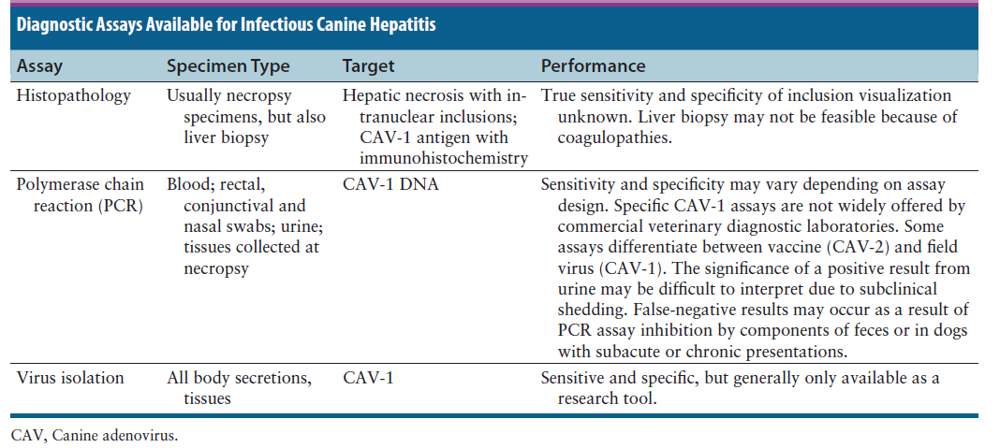 Diagnostic Assays Available for Infectious Canine Hepatitis
Assay Specimen Type Target Performance
Histopathology
Usually necropsy
specimens, but also
liver biopsy
Hepatic necrosis with in-
tranuclear inclusions;
CAV-1 antigen with
immunohistochemistry
True sensitivity and specificity of inclusion visualization
unknown. Liver biopsy may not be feasible because of
coagulopathies.
Polymerase chain
reaction (PCR)
Blood; rectal,
conjunctival and
nasal swabs; urine;
tissues collected at
necropsy
CAV-1 DNA
Sensitivity and specificity may vary depending on assay
design. Specific CAV-1 assays are not widely offered by
commercial veterinary diagnostic laboratories. Some
assays differentiate between vaccine (CAV-2) and field
virus (CAV-1). The significance of a positive result from
urine may be difficult to interpret due to subclinical
shedding. False-negative results may occur as a result of
PCR assay inhibition by components of feces or in dogs
with subacute or chronic presentations.
Virus isolation
All body secretions,
tissues
CAV-1
Sensitive and specific, but generally only available as a
research tool.
CAV, Canine adenovirus.